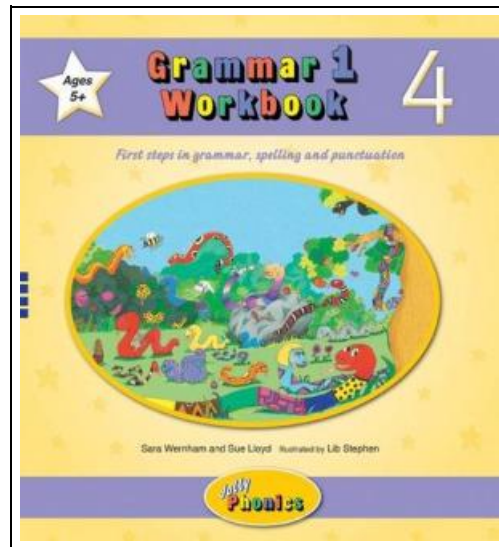 Ages
5+
Grammar 1
Workbook
4
First steps in grammar, spelling and punctuation
Sara Wernham and Sue Lloyd Illustrated by Lib Stephen
Jolly
Phonics